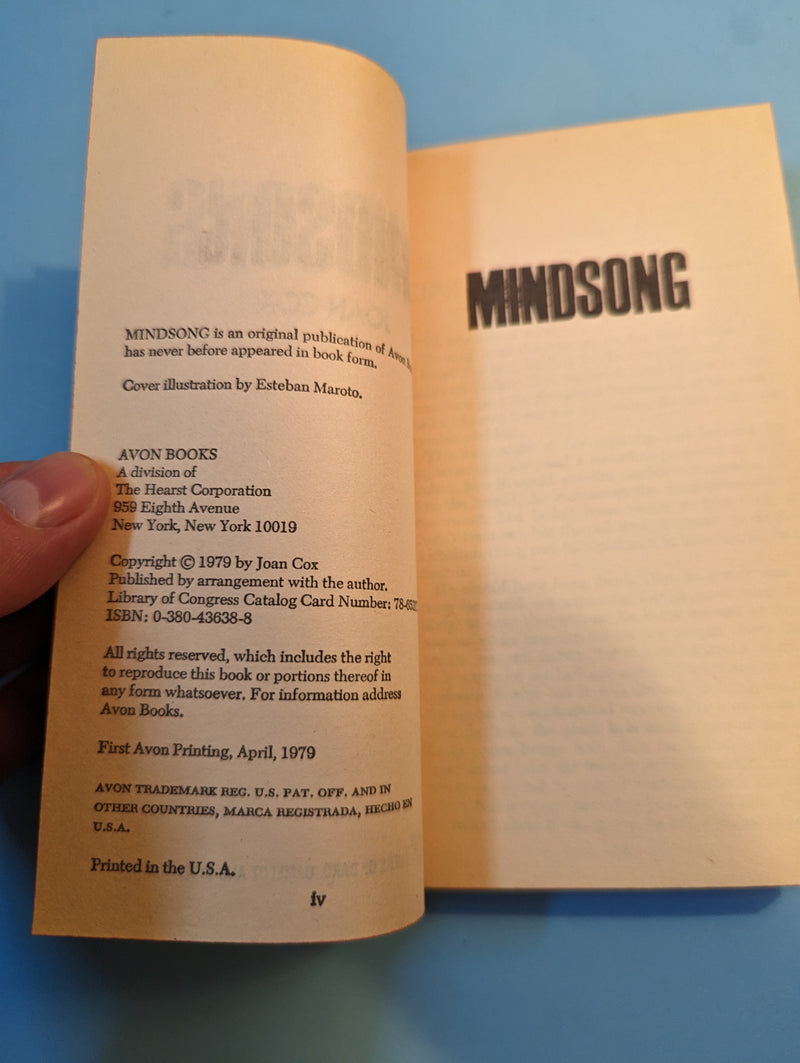 MINDSONG is an original publication of Avon
has never before appeared in book form.
Cover illustration by Esteban Maroto.
AVON BOOKS
A division of
The Hearst Corporation
959 Eighth Avenue
New York, New York 10019
Copyright © 1979 by Joan Cox
Published by arrangement with the author.
Library of Congress Catalog Card Number:
ISBN: 0-380-43638-8
All rights reserved, which includes the right
to reproduce this book or portions thereof in
any form whatsoever. For information address
Avon Books.
First Avon Printing, April, 1979
AVON TRADEMARK REG. U.S. PAT. OFF. AND IN
OTHER COUNTRIES, MARCA REGISTRADA, HECHO EN
U.S.A.
Printed in the U.S.A.
iv
MINDSONG